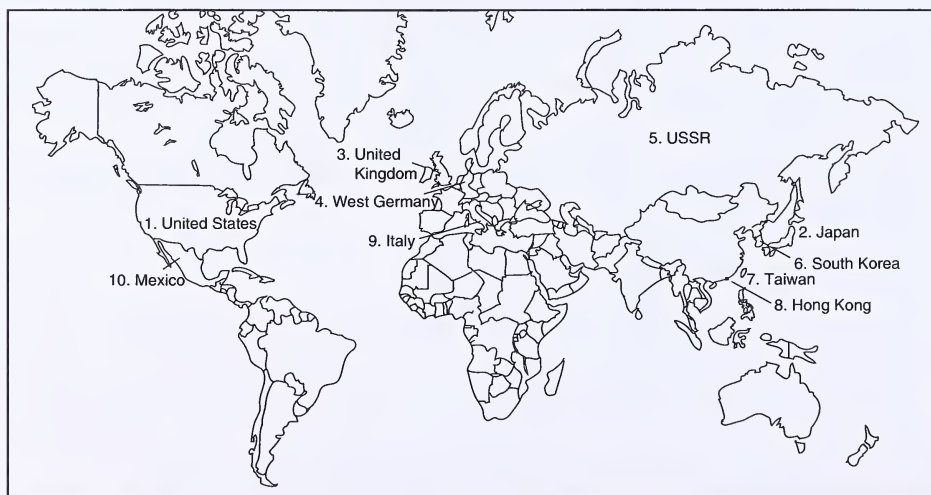 5. USSR
3. United
Kingdom
4. West Germany
1. United States
2. Japan
9. Italy
6. South Korea
10. Mexico
7. Taiwan
8. Hong Kong